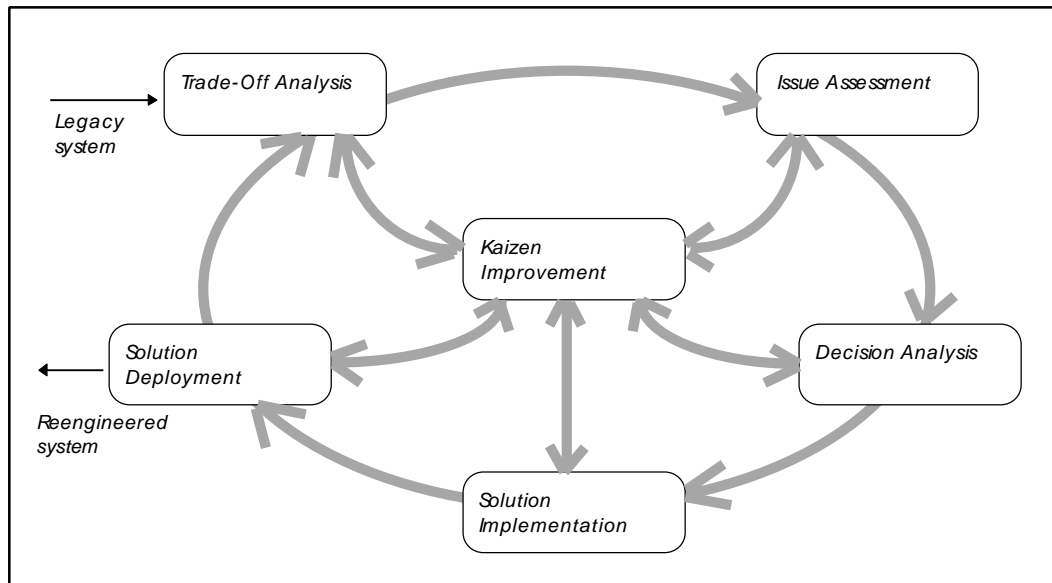 Trade-Off Analysis
Issue Assessment
Legacy
system
Kaizen
Improvement
Solution
Deployment
Decision Analysis
Reengineered
system
Solution
Implementation